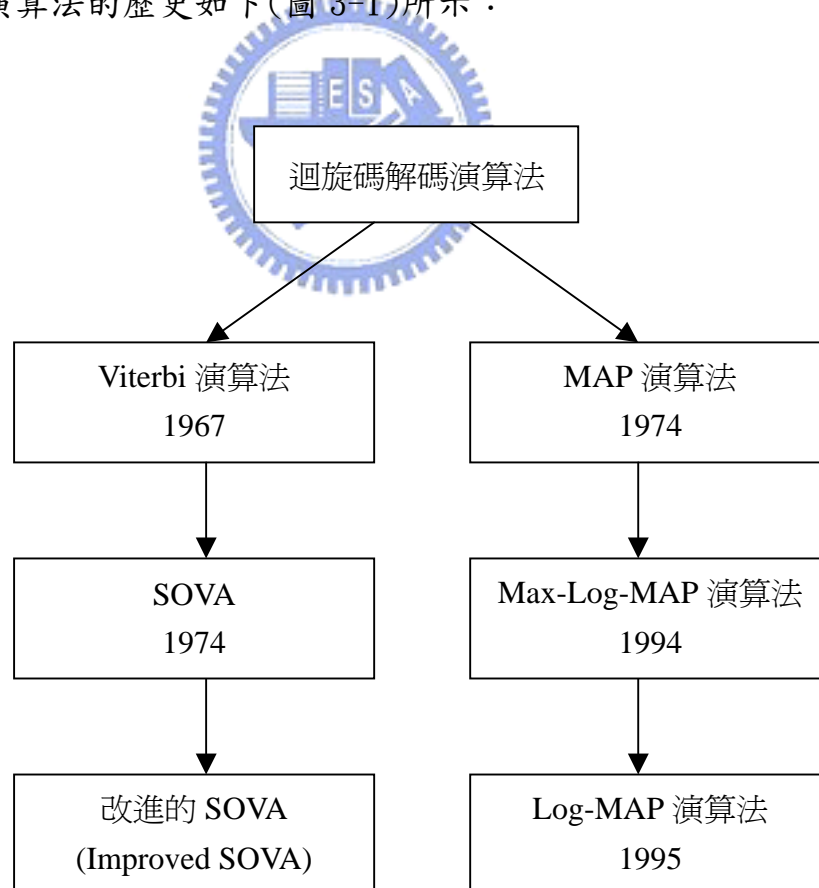 演算法的歷史如下(圖 3-1)所示：
ESA
迴旋碼解碼演算法
Viterbi 演算法
1967
MAP 演算法
1974
SOVA
1974
Max-Log-MAP 演算法
1994
改進的 SOVA
(Improved SOVA)
Log-MAP 演算法
1995